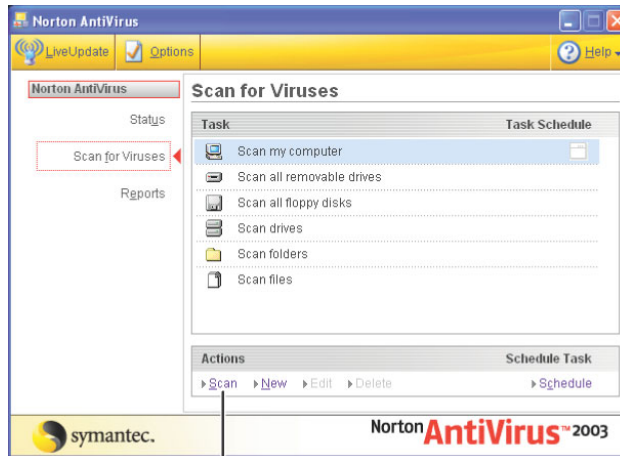 Norton AntiVirus
LiveUpdate Options Help
Norton AntiVirus
Status
Scan for Viruses
Reports
Scan for Viruses
Task Task Schedule
Scan my computer
Scan all removable drives
Scan all floppy disks
Scan drives
Scan folders
Scan files
Actions Schedule Task
Scan New Edit Delete Schedule
symantec.
Norton AntiVirus™ 2003